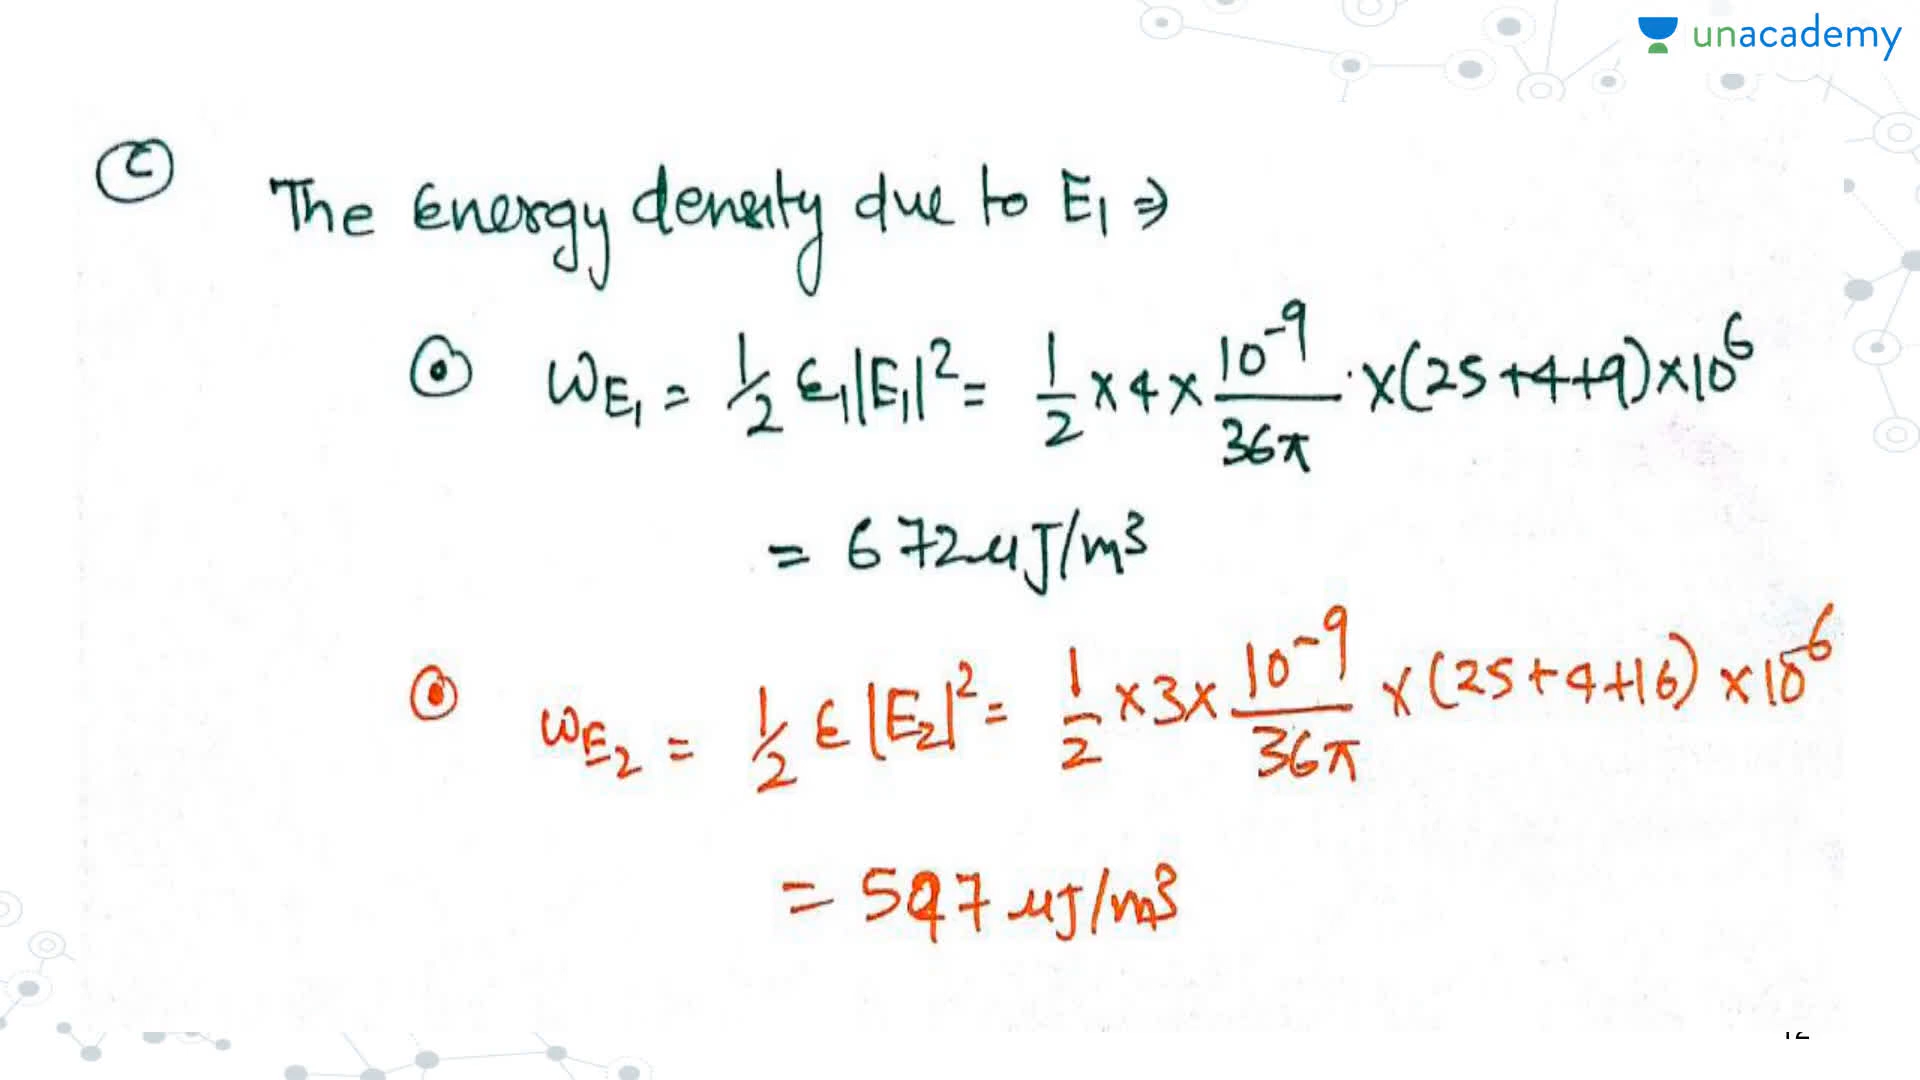 unacademy
C The Energy density due to E₁ ⇒
W_E₁ = 1/2 ε₁|E₁|² = 1/2 × 4 × 10⁻⁹/36π · × (25+4+9) × 10⁶
= 672 μJ/m³
W_E₂ = 1/2 ε |E₂|² = 1/2 × 3 × 10⁻⁹/36π × (25+4+16) × 10⁶
= 597 μJ/m³